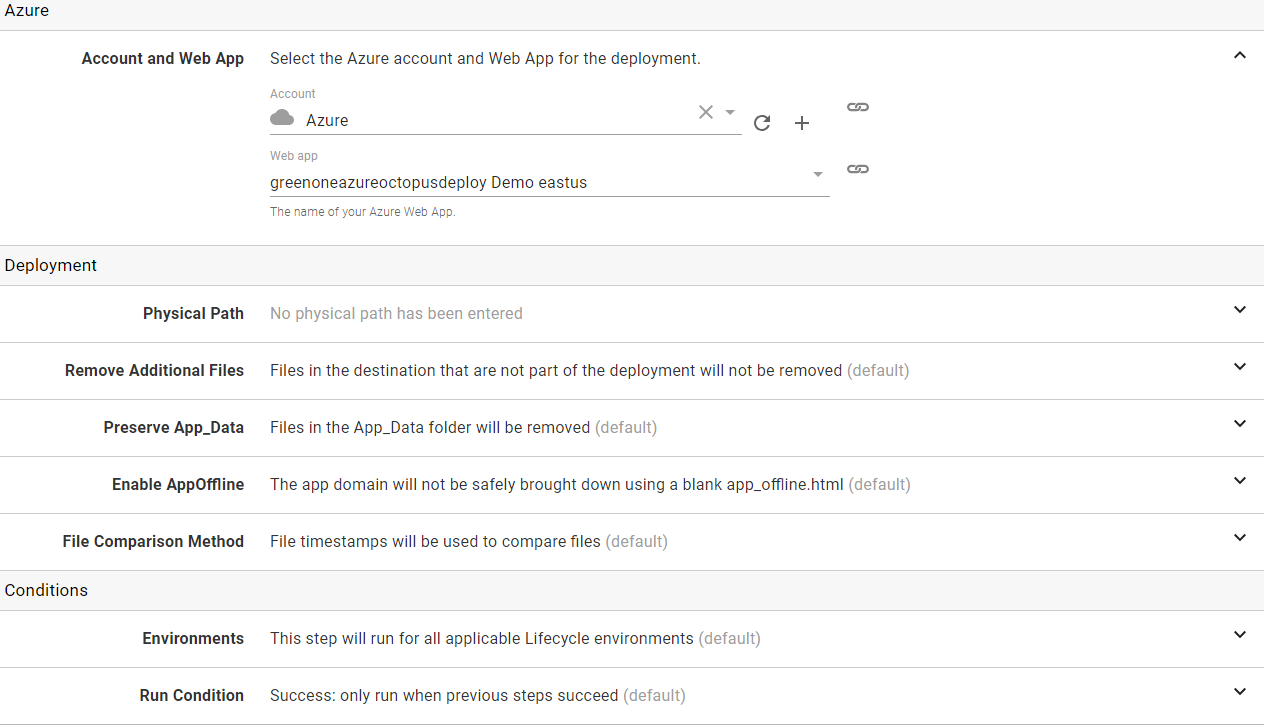 Azure
Account and Web App Select the Azure account and Web App for the deployment.
Account
Azure
Web app
greenoneazureoctopusdeploy Demo eastus
The name of your Azure Web App.
Deployment
Physical Path No physical path has been entered
Remove Additional Files Files in the destination that are not part of the deployment will not be removed (default)
Preserve App_Data Files in the App_Data folder will be removed (default)
Enable AppOffline The app domain will not be safely brought down using a blank app_offline.html (default)
File Comparison Method File timestamps will be used to compare files (default)
Conditions
Environments This step will run for all applicable Lifecycle environments (default)
Run Condition Success: only run when previous steps succeed (default)